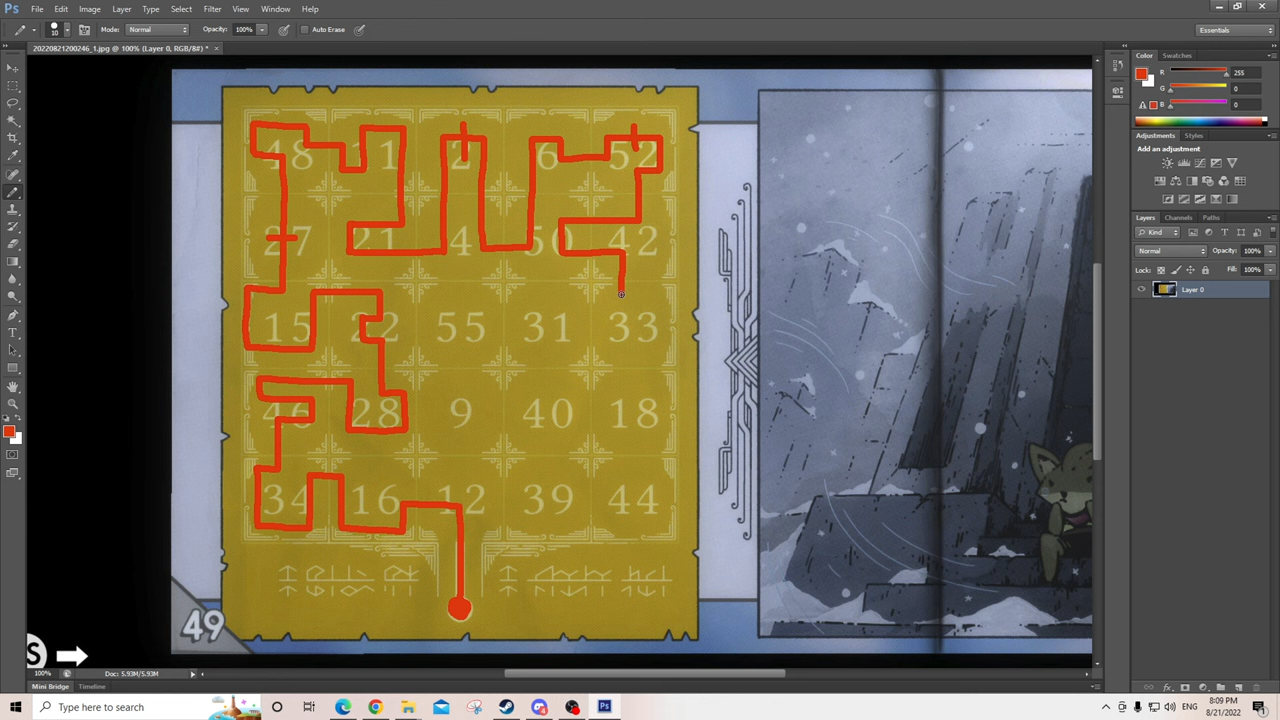 Ps File Edit Image Layer Type Select Filter View Window Help
10 Mode: Normal Opacity: 100% Auto Erase Essentials
20220821200246_1.jpg @ 100% (Layer 0, RGB/8#) * ×
Color Swatches
R 255
G 0
B 0
Adjustments Styles
Add an adjustment
Layers Channels Paths
Kind
Normal Opacity: 100%
Lock: Fill: 100%
Layer 0
48 11 2 6 52
27 21 4 50 42
15 22 55 31 33
46 28 9 40 18
34 16 12 39 44
49
S
100% Doc: 5.93M/5.93M
Mini Bridge Timeline
Type here to search
ENG
8:09 PM
8/21/2022